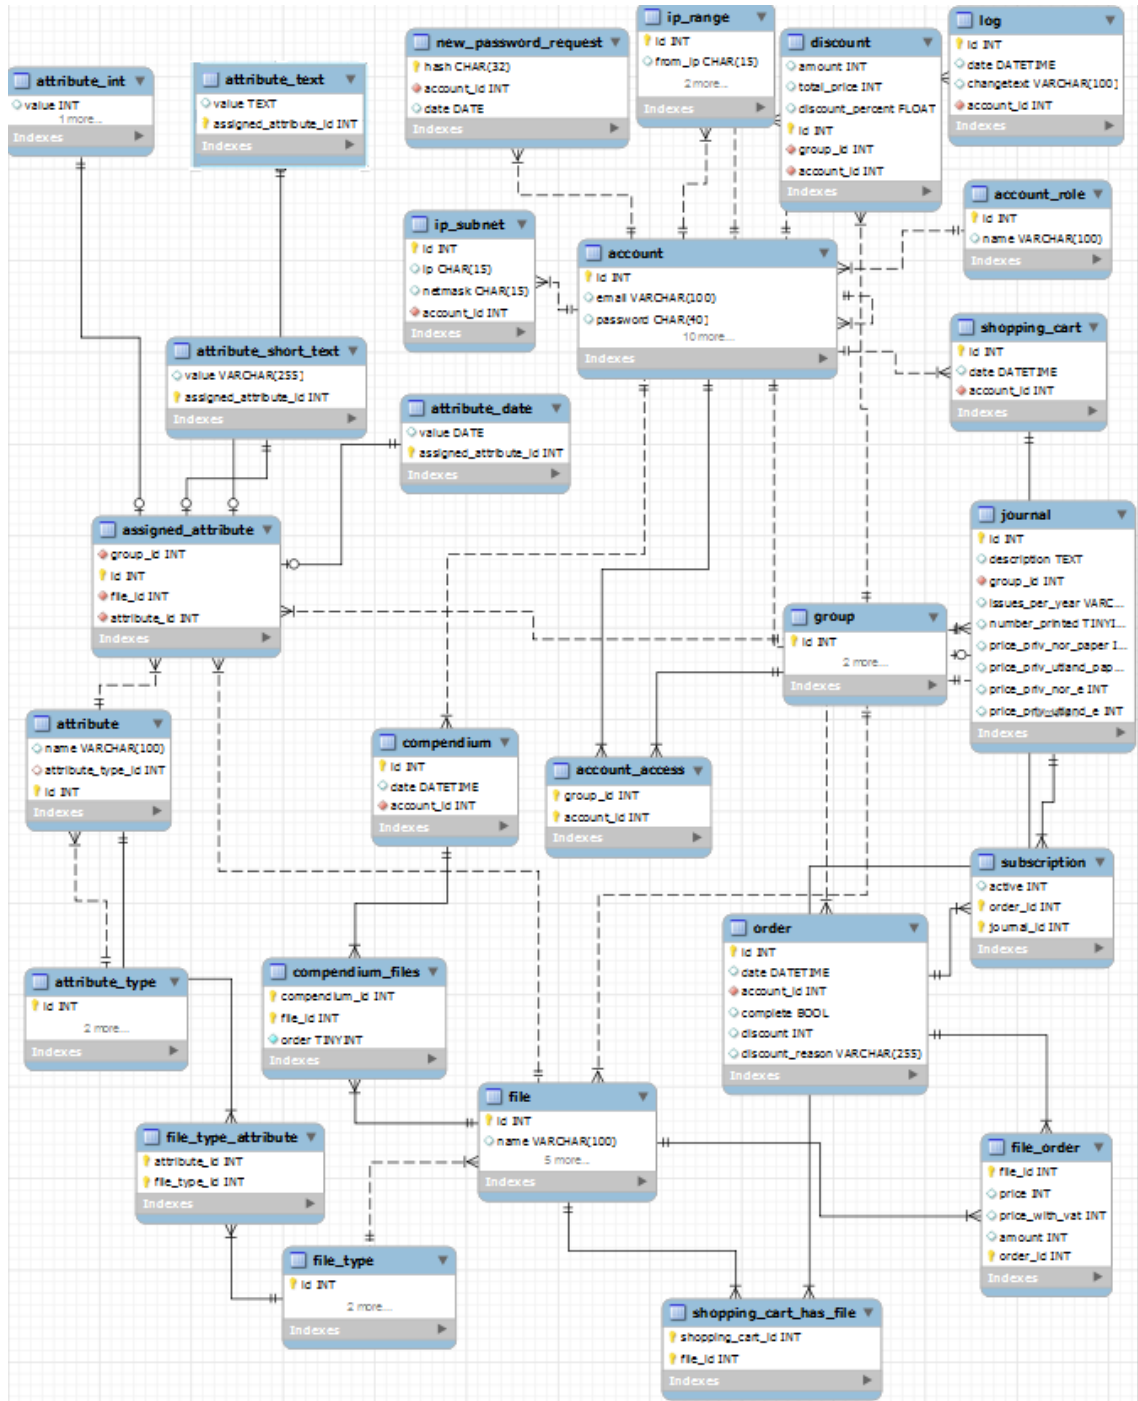 attribute_int
value INT
1 more...
Indexes
attribute_text
value TEXT
assigned_attribute_id INT
Indexes
new_password_request
hash CHAR(32)
account_id INT
date DATE
Indexes
ip_range
id INT
from_ip CHAR(15)
2 more...
Indexes
discount
amount INT
total_price INT
discount_percent FLOAT
id INT
group_id INT
account_id INT
Indexes
log
id INT
date DATETIME
changetext VARCHAR(100)
account_id INT
Indexes
account_role
id INT
name VARCHAR(100)
Indexes
ip_subnet
id INT
ip CHAR(15)
netmask CHAR(15)
account_id INT
Indexes
account
id INT
email VARCHAR(100)
password CHAR(40)
10 more...
Indexes
shopping_cart
id INT
date DATETIME
account_id INT
Indexes
attribute_short_text
value VARCHAR(255)
assigned_attribute_id INT
Indexes
attribute_date
value DATE
assigned_attribute_id INT
Indexes
assigned_attribute
group_id INT
id INT
file_id INT
attribute_id INT
Indexes
journal
id INT
description TEXT
group_id INT
issues_per_year VARC...
number_printed TINYI...
price_priv_nor_paper I...
price_priv_utland_pap...
price_priv_nor_e INT
price_priv_utland_e INT
Indexes
group
id INT
2 more...
Indexes
attribute
name VARCHAR(100)
attribute_type_id INT
id INT
Indexes
compendium
id INT
date DATETIME
account_id INT
Indexes
account_access
group_id INT
account_id INT
Indexes
subscription
active INT
order_id INT
journal_id INT
Indexes
order
id INT
date DATETIME
account_id INT
complete BOOL
discount INT
discount_reason VARCHAR(255)
Indexes
attribute_type
id INT
2 more...
Indexes
compendium_files
compendium_id INT
file_id INT
order TINYINT
Indexes
file
id INT
name VARCHAR(100)
5 more...
Indexes
file_type_attribute
attribute_id INT
file_type_id INT
Indexes
file_order
file_id INT
price INT
price_with_vat INT
amount INT
order_id INT
Indexes
file_type
id INT
2 more...
Indexes
shopping_cart_has_file
shopping_cart_id INT
file_id INT
Indexes